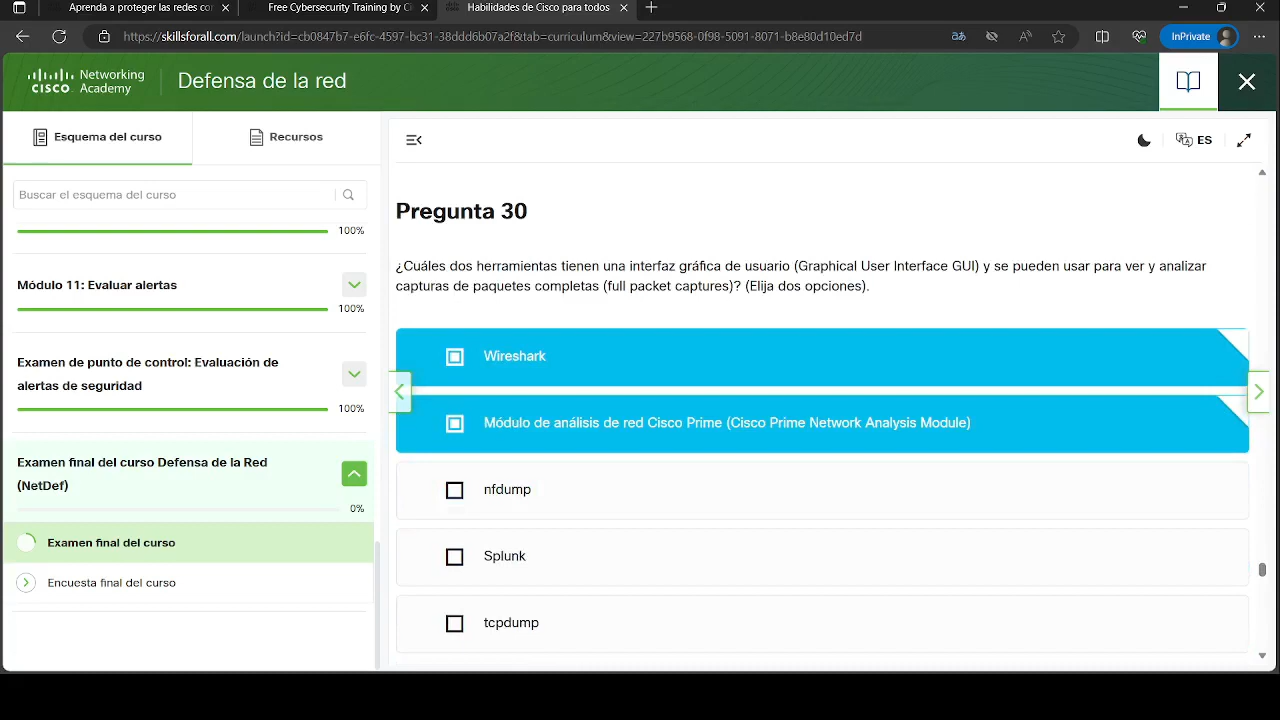 Aprenda a proteger las redes cor
Free Cybersecurity Training by Ci
Habilidades de Cisco para todos
https://skillsforall.com/launch?id=cb0847b7-e6fc-4597-bc31-38ddd6b07a2f&tab=curriculum&view=227b9568-0f98-5091-8071-b8e80d10ed7d
InPrivate
Networking
CISCO Academy
Defensa de la red
Esquema del curso
Recursos
ES
Buscar el esquema del curso
100%
Módulo 11: Evaluar alertas
100%
Examen de punto de control: Evaluación de
alertas de seguridad
100%
Examen final del curso Defensa de la Red
(NetDef)
0%
Examen final del curso
Encuesta final del curso
Pregunta 30
¿Cuáles dos herramientas tienen una interfaz gráfica de usuario (Graphical User Interface GUI) y se pueden usar para ver y analizar
capturas de paquetes completas (full packet captures)? (Elija dos opciones).
Wireshark
Módulo de análisis de red Cisco Prime (Cisco Prime Network Analysis Module)
nfdump
Splunk
tcpdump